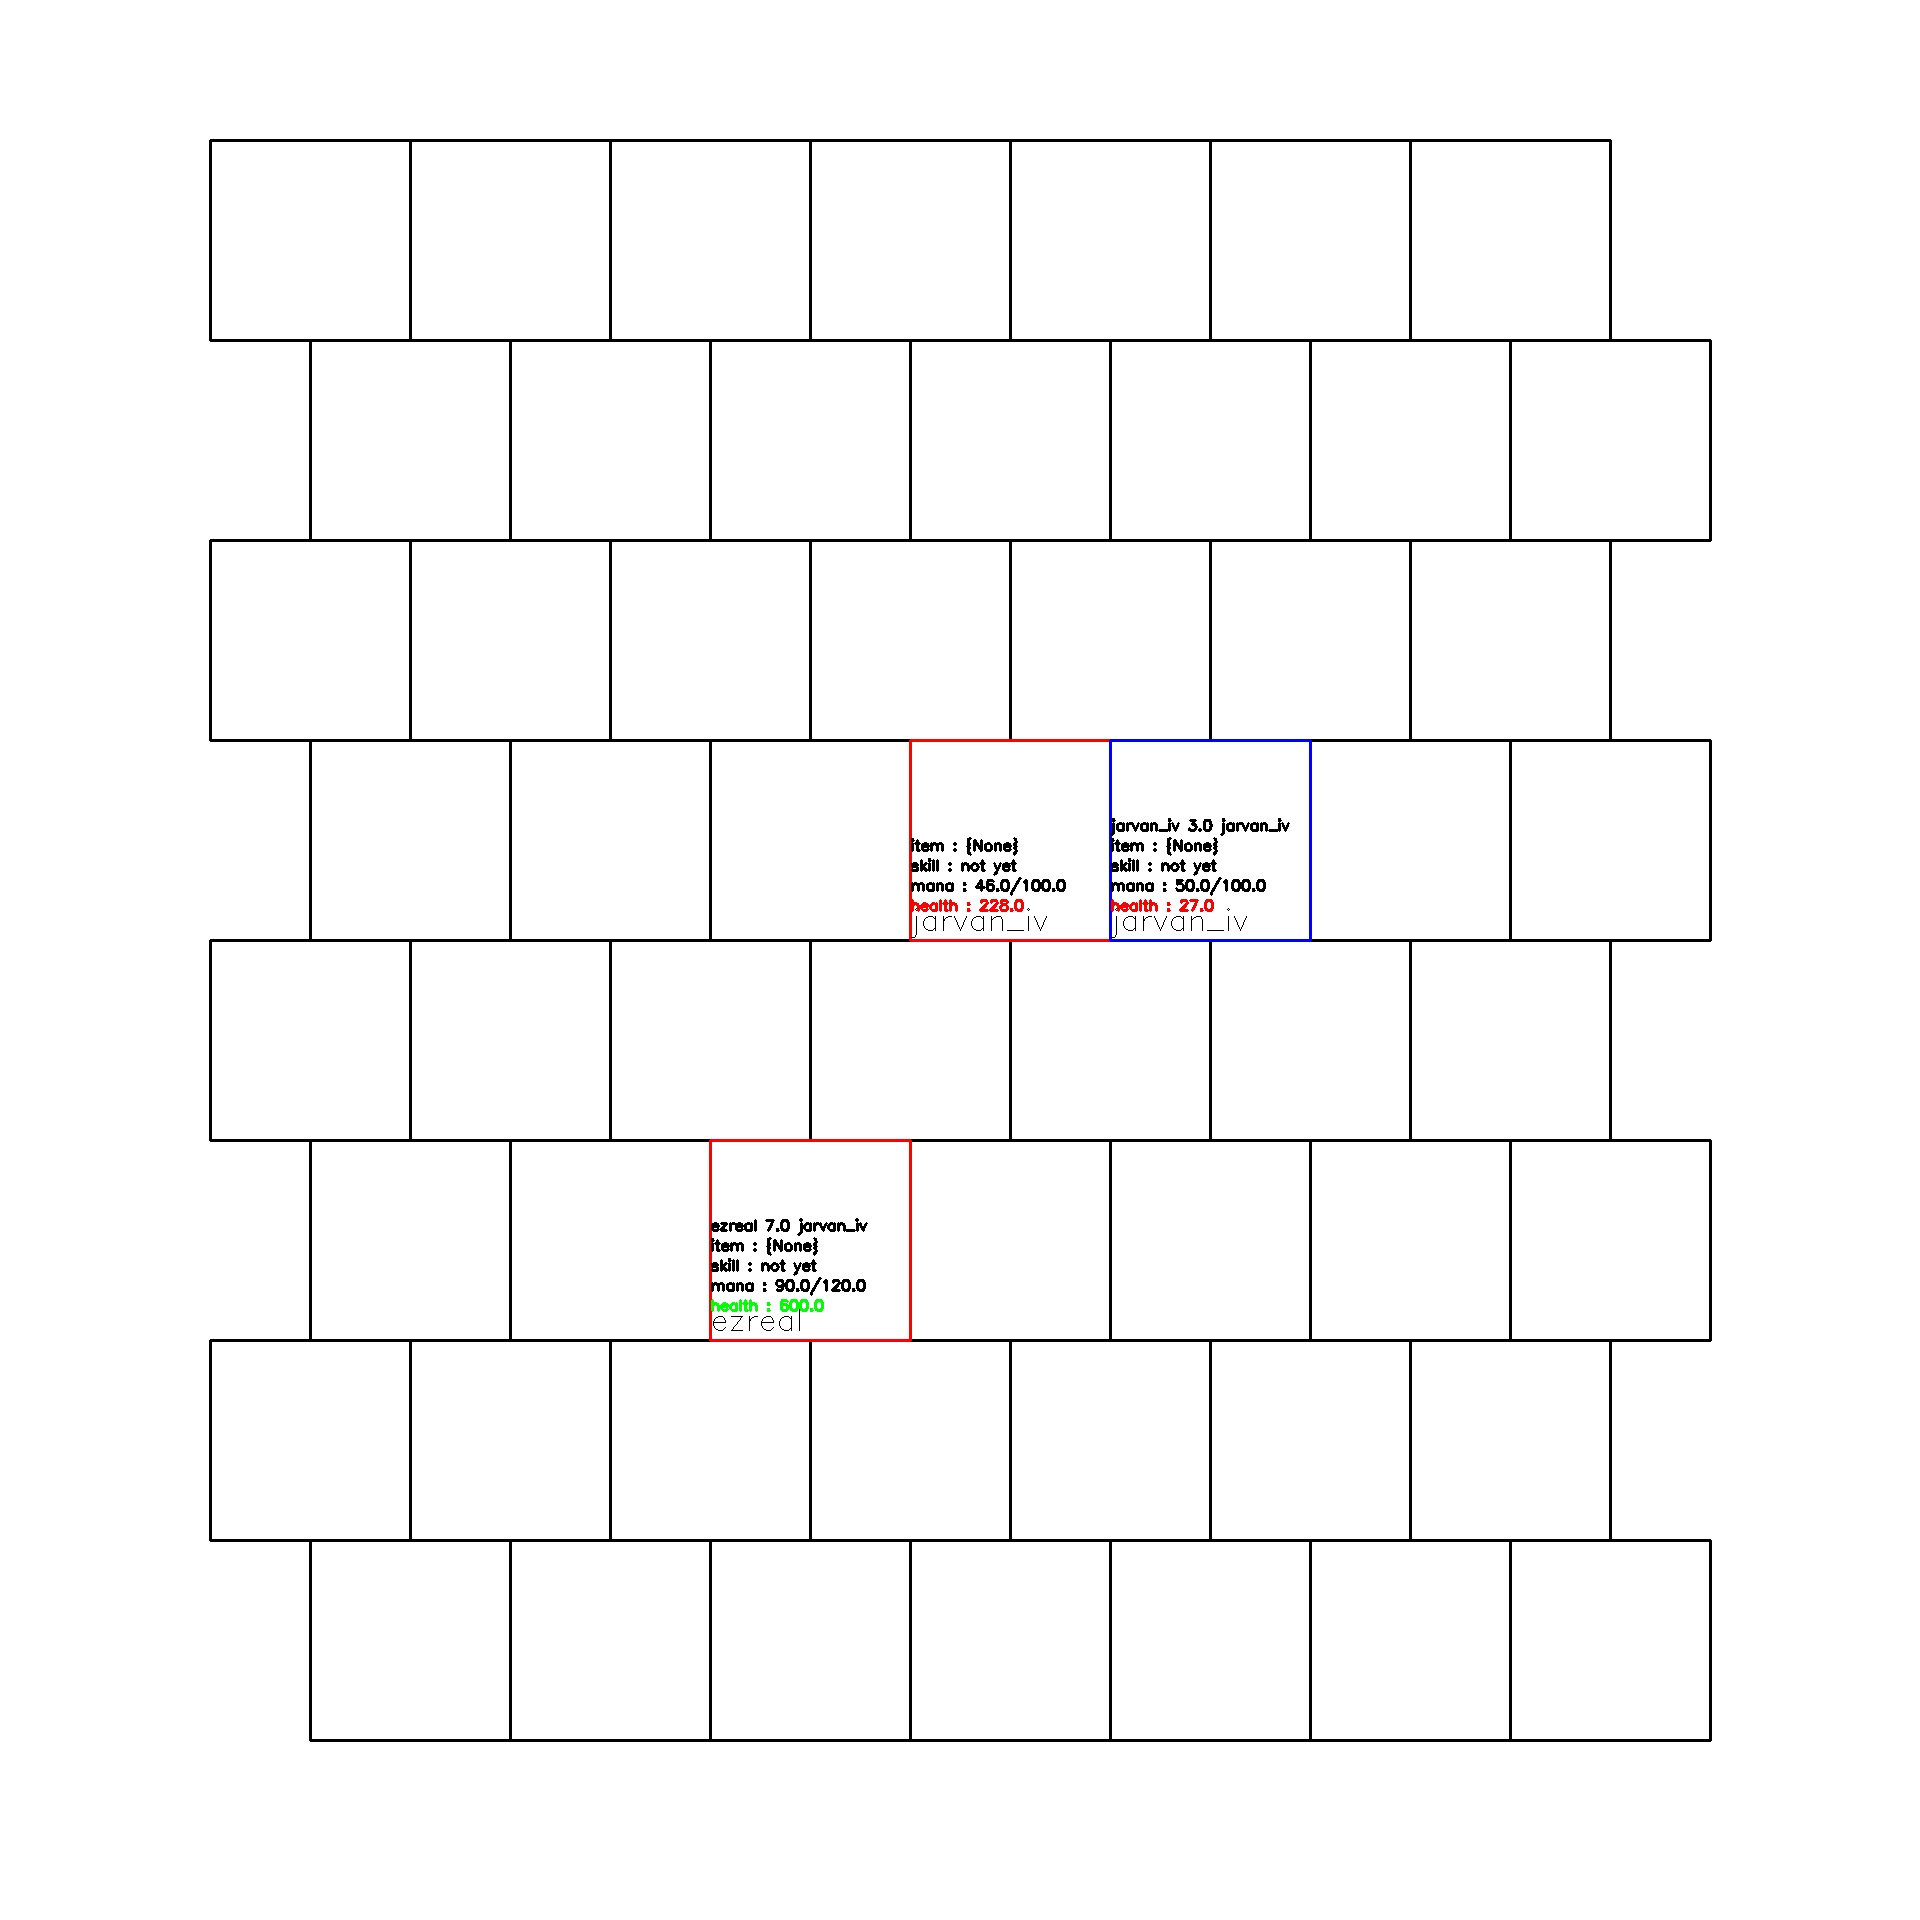 item : {None}
skill : not yet
mana : 46.0/100.0
health : 228.0
jarvan_iv
jarvan_iv 3.0 jarvan_iv
item : {None}
skill : not yet
mana : 50.0/100.0
health : 27.0
jarvan_iv
ezreal 7.0 jarvan_iv
item : {None}
skill : not yet
mana : 90.0/120.0
health : 600.0
ezreal